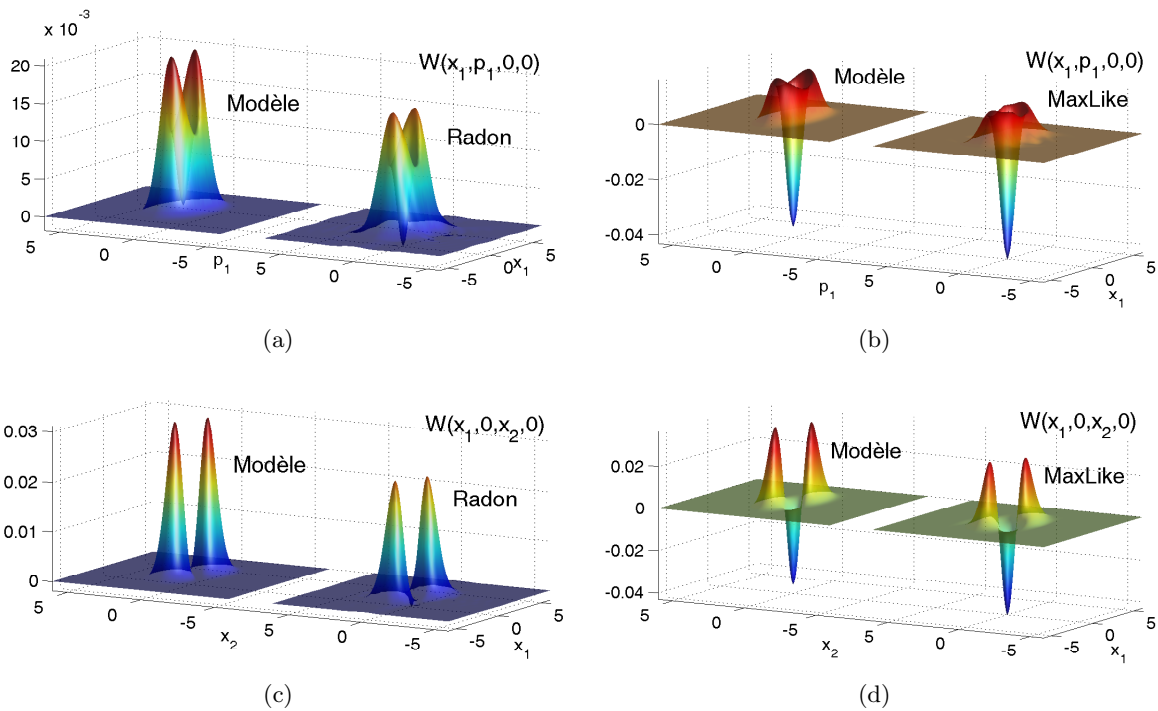 x 10⁻³
W(x₁,p₁,0,0)
20
15
10
5
0
Modèle
Radon
5
0
-5
p₁
5
0
-5
-5
0
5
x₁
(a)
W(x₁,p₁,0,0)
Modèle
MaxLike
0
-0.02
-0.04
5
0
-5
p₁
5
0
-5
-5
0
5
x₁
(b)
W(x₁,0,x₂,0)
0.03
0.02
0.01
0
Modèle
Radon
5
0
-5
x₂
5
0
-5
-5
0
5
x₁
(c)
W(x₁,0,x₂,0)
Modèle
MaxLike
0.02
0
-0.02
-0.04
5
0
-5
x₂
5
0
-5
-5
0
5
x₁
(d)